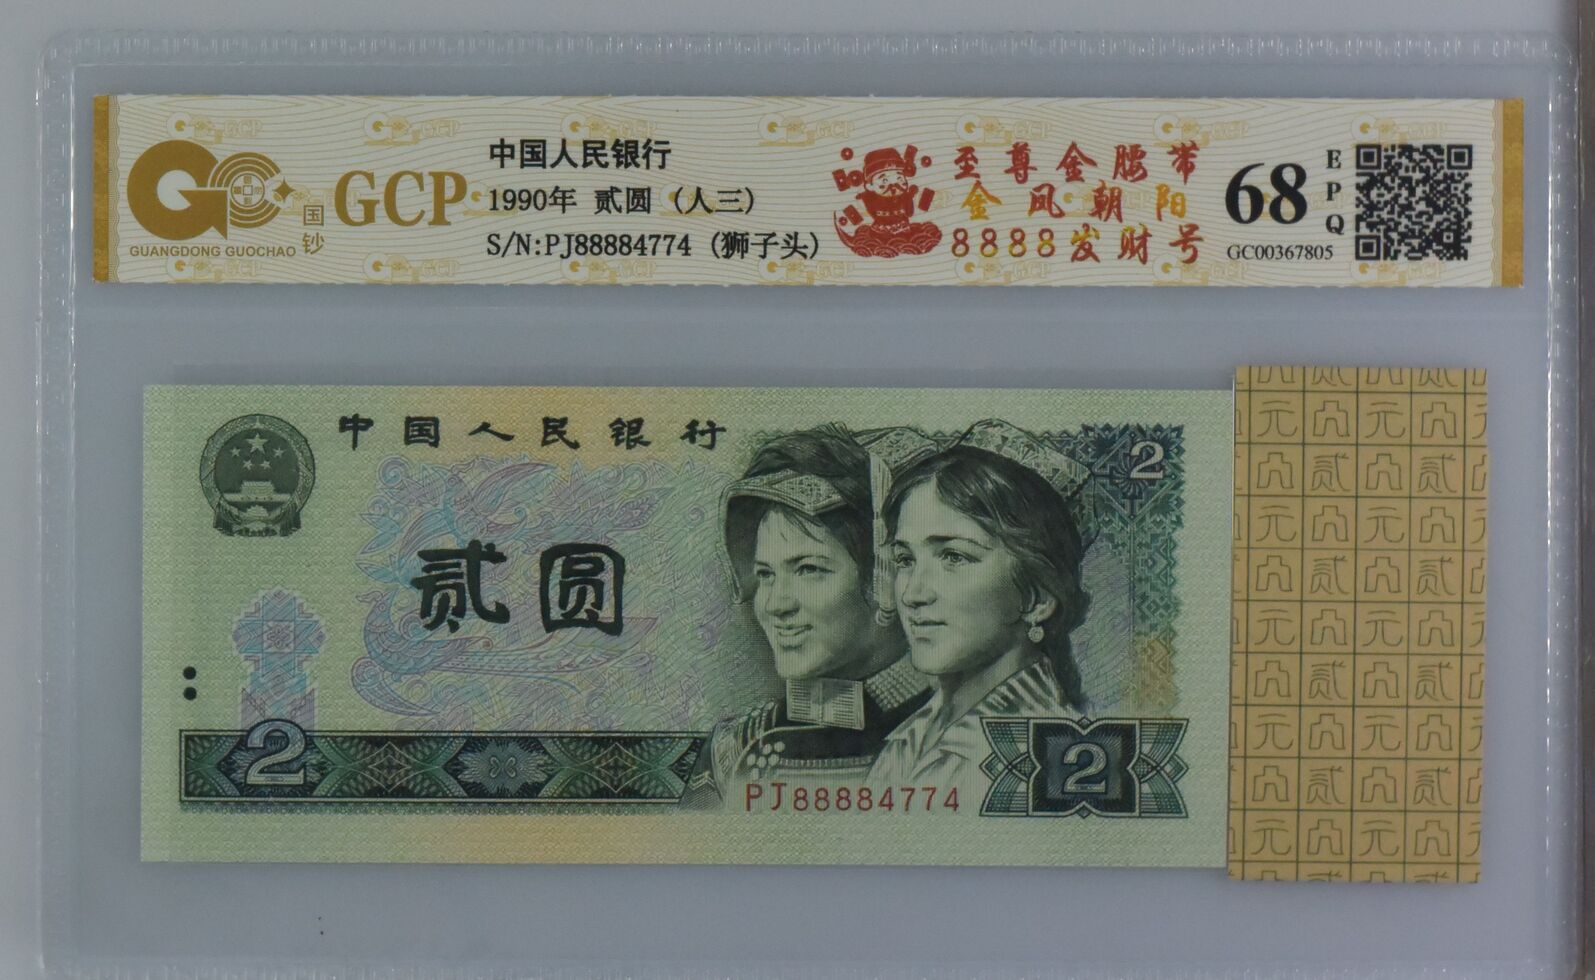 GCP
国钞
GUANGDONG GUOCHAO
中国人民银行
1990年 贰圆 (人三)
S/N:PJ88884774 (狮子头)
至尊金腰带
金凤朝阳
8888发财号
68
EPQ
GC00367805
中国人民银行
2
贰圆
2
PJ88884774
2